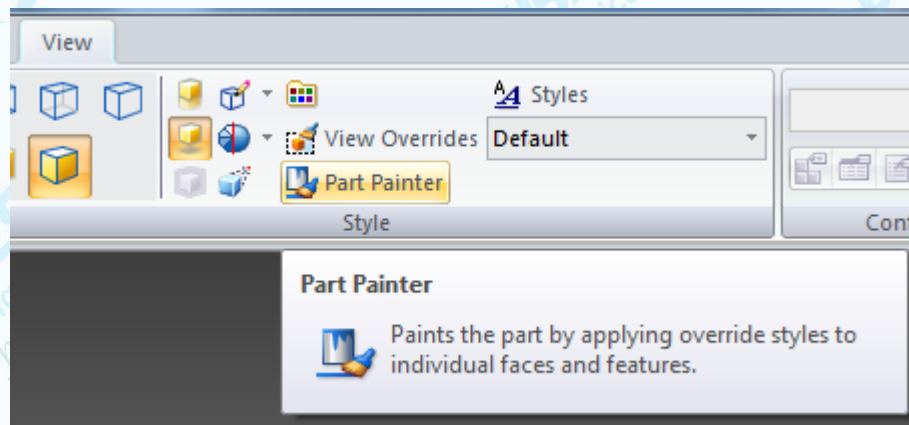 View
Styles
View Overrides Default
Part Painter
Style
Part Painter
Paints the part by applying override styles to
individual faces and features.